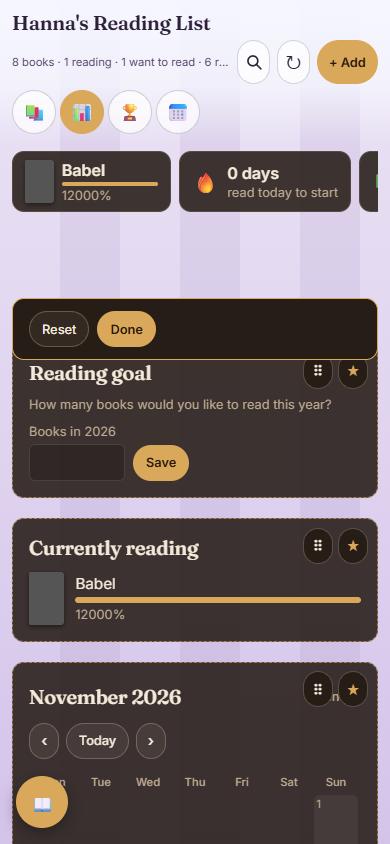 Hanna's Reading List
8 books · 1 reading · 1 want to read · 6 r...
+ Add
Babel
12000%
0 days
read today to start
Reset
Done
Reading goal
How many books would you like to read this year?
Books in 2026
Save
Currently reading
Babel
12000%
November 2026
‹
Today
›
Tue
Wed
Thu
Fri
Sat
Sun
1